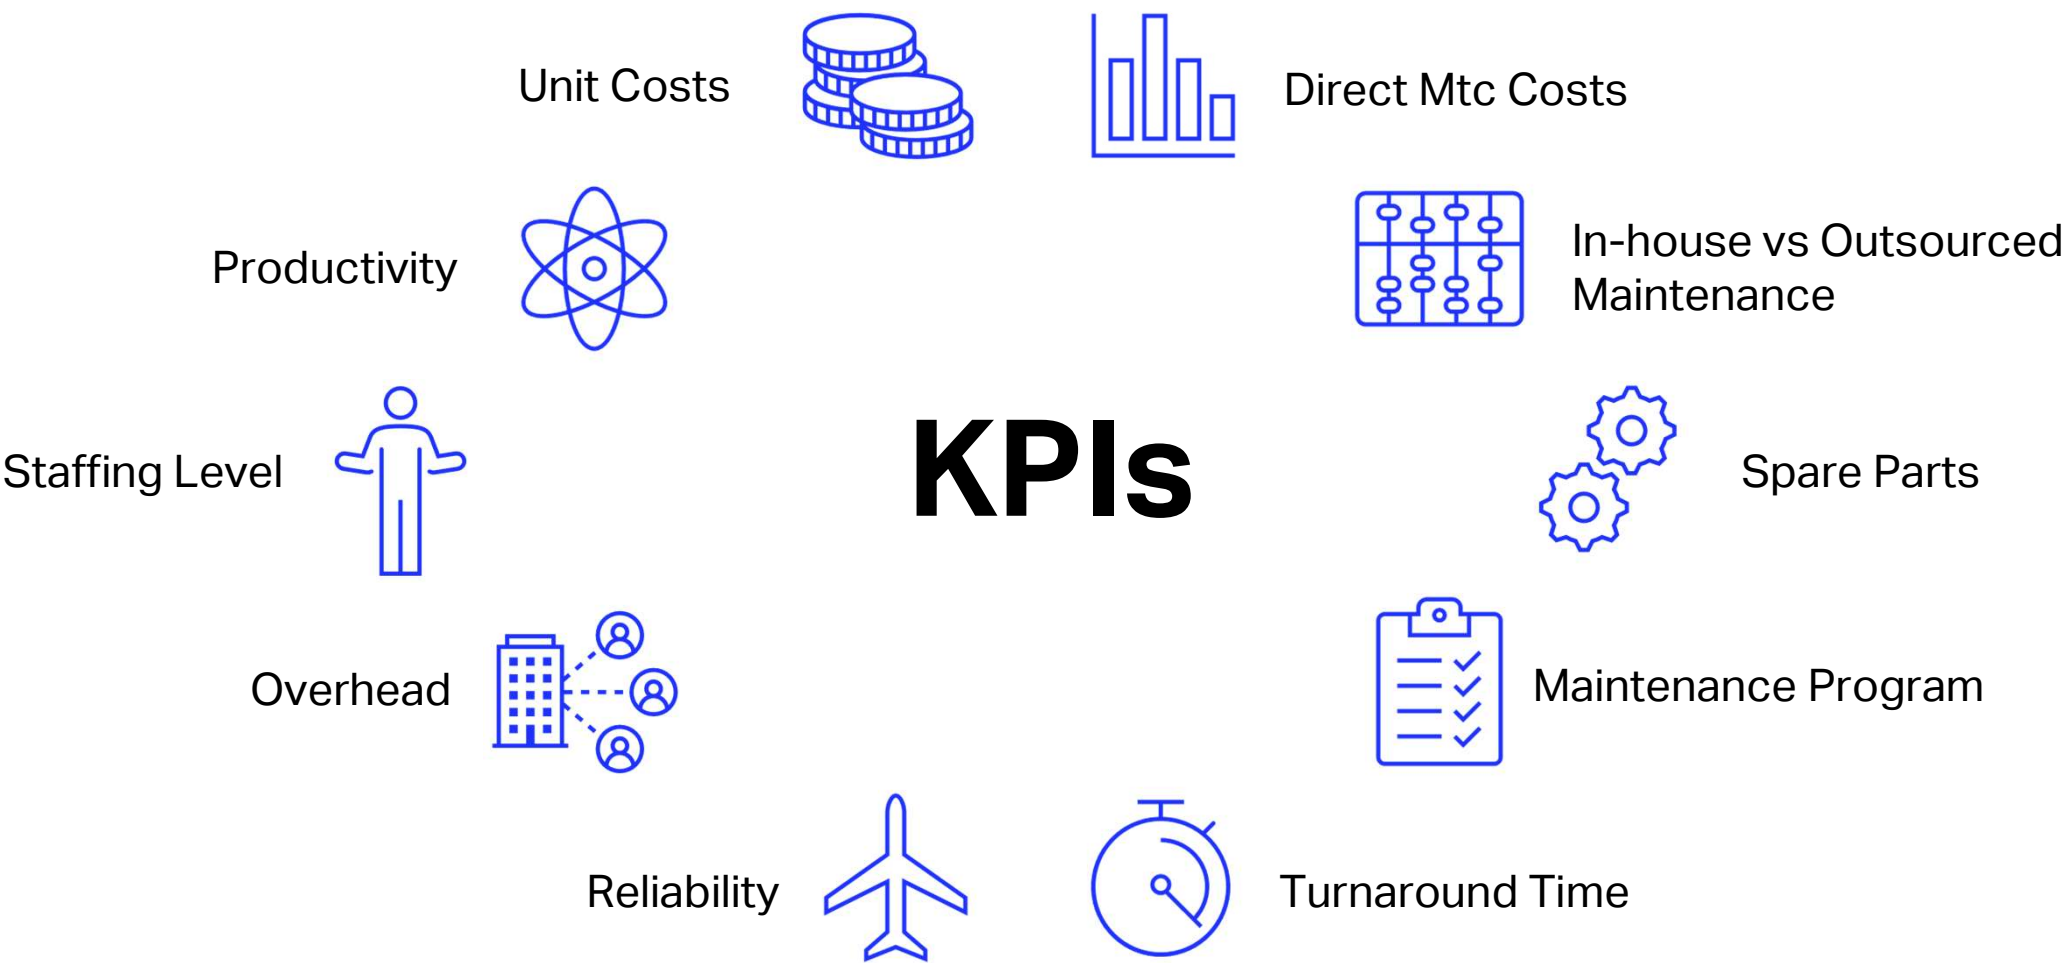 Unit Costs
Direct Mtc Costs
Productivity
In-house vs Outsourced
Maintenance
KPIs
Staffing Level
Spare Parts
Overhead
Maintenance Program
Reliability
Turnaround Time